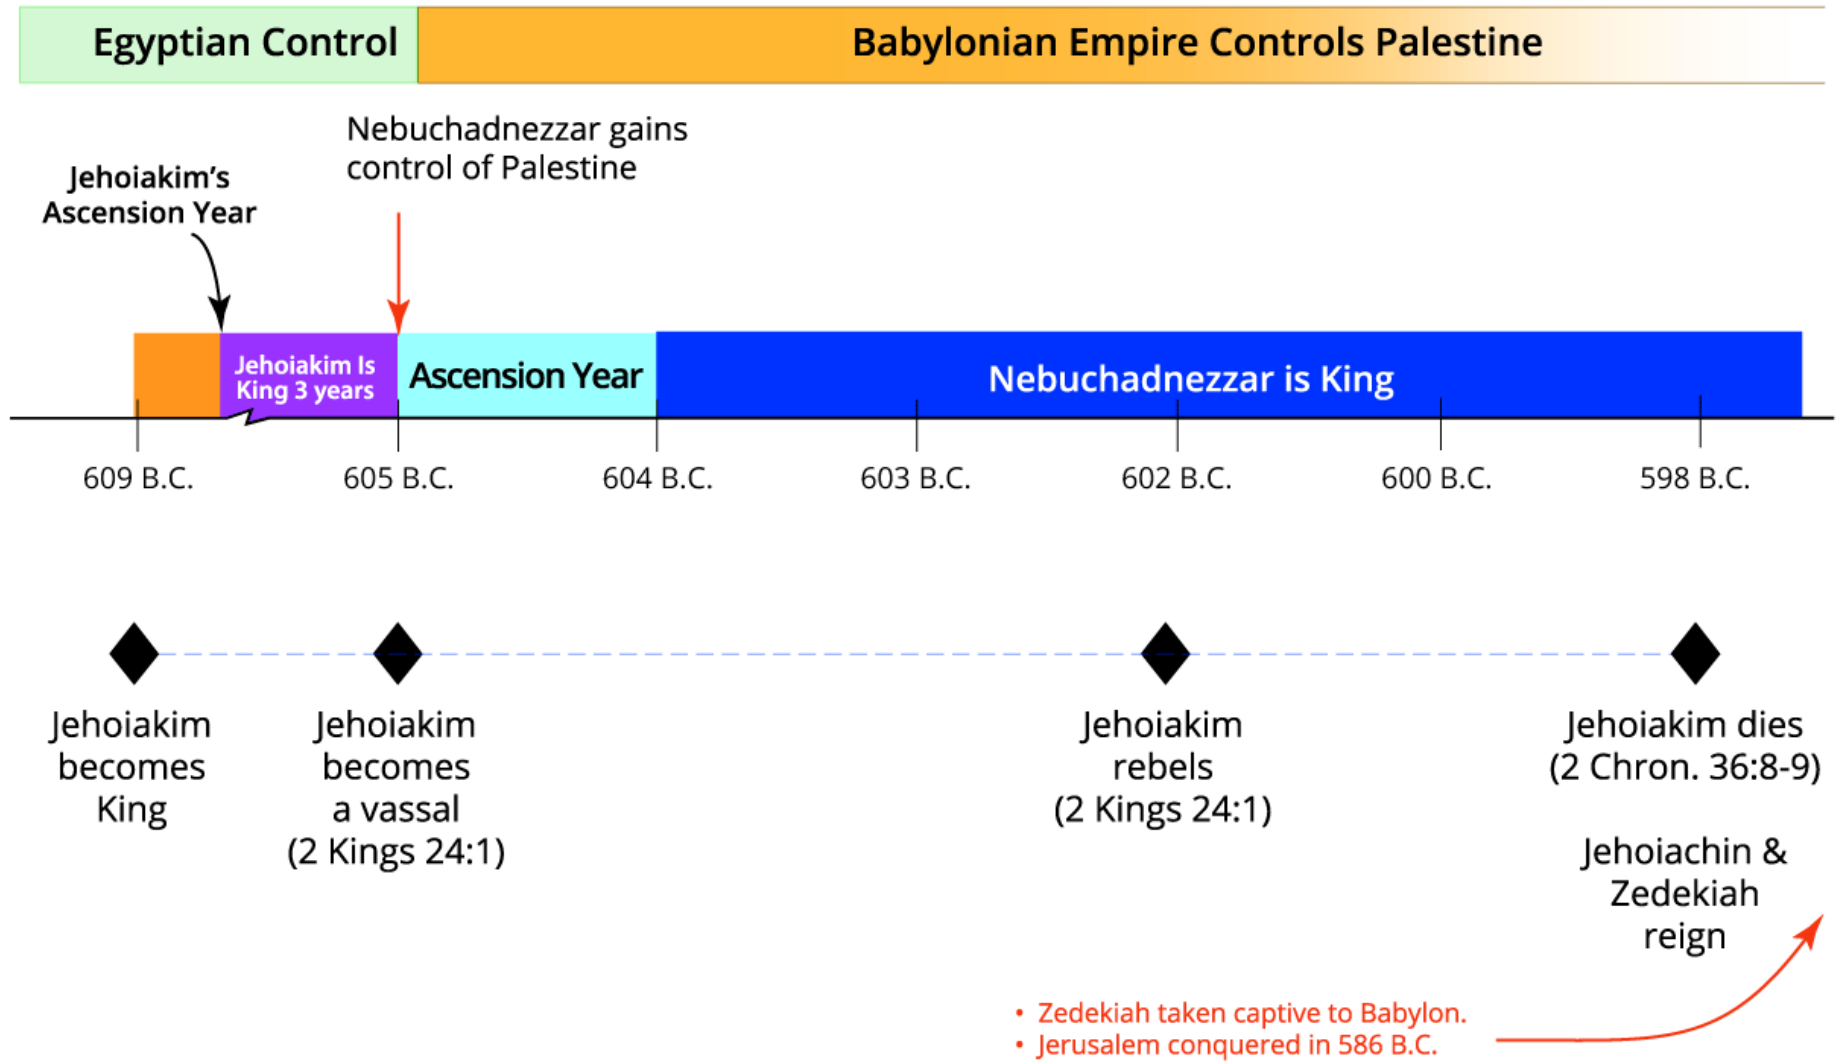 Egyptian Control
Babylonian Empire Controls Palestine
Nebuchadnezzar gains
control of Palestine
Jehoiakim’s
Ascension Year
Jehoiakim Is
King 3 years
Ascension Year
Nebuchadnezzar is King
609 B.C.
605 B.C.
604 B.C.
603 B.C.
602 B.C.
600 B.C.
598 B.C.
Jehoiakim
becomes
King
Jehoiakim
becomes
a vassal
(2 Kings 24:1)
Jehoiakim
rebels
(2 Kings 24:1)
Jehoiakim dies
(2 Chron. 36:8-9)
Jehoiachin &
Zedekiah
reign
• Zedekiah taken captive to Babylon.
• Jerusalem conquered in 586 B.C.